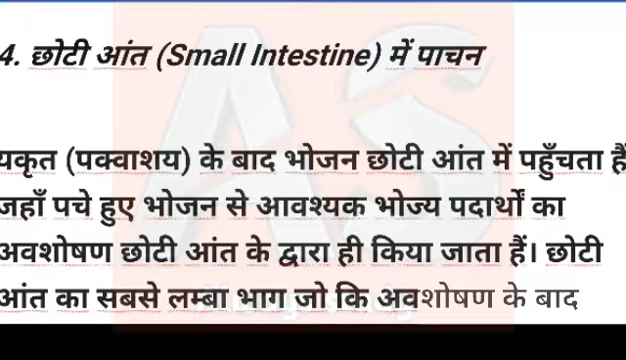 4. छोटी आंत (Small Intestine) में पाचन
यकृत (पक्वाशय) के बाद भोजन छोटी आंत में पहुँचता हैं
जहाँ पचे हुए भोजन से आवश्यक भोज्य पदार्थों का
अवशोषण छोटी आंत के द्वारा ही किया जाता हैं। छोटी
आंत का सबसे लम्बा भाग जो कि अवशोषण के बाद